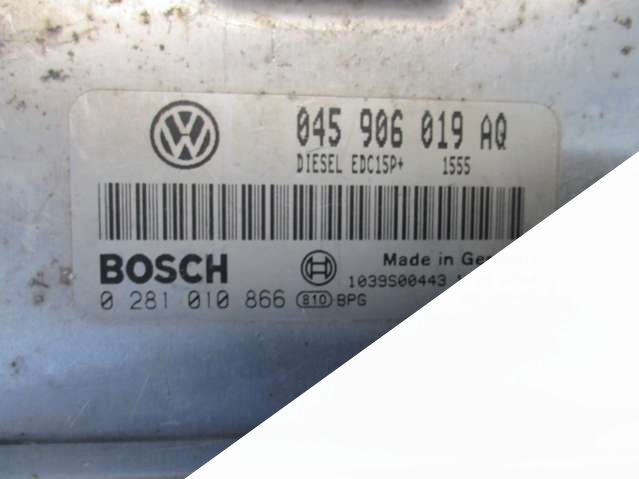 045 906 019 AQ
DIESEL EDC15P+ 1555
BOSCH
Made in
1039S00443
0 281 010 866 810 BPG